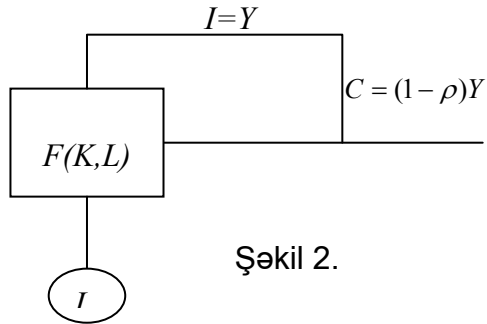 I=Y
C = (1 − ρ)Y
F(K,L)
Şəkil 2.